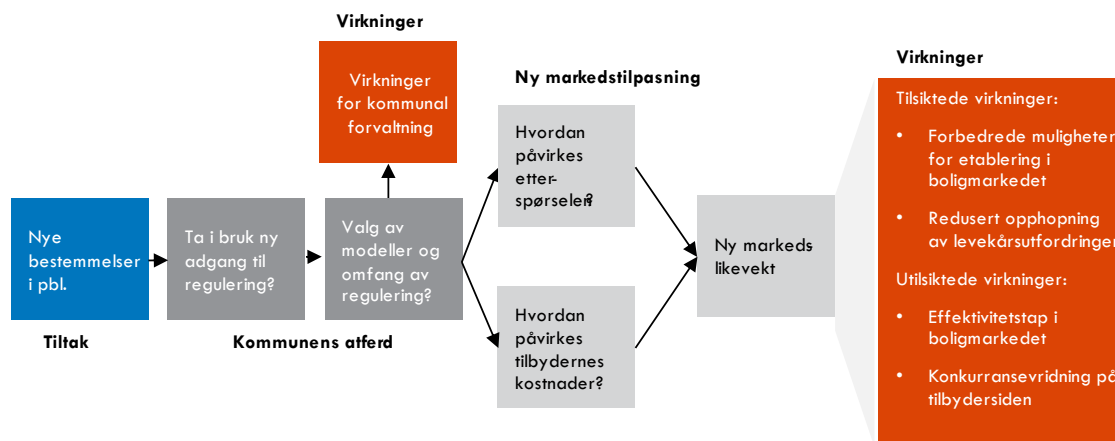 Virkninger
Virkninger
for kommunal
forvaltning
Ny markedstilpasning
Hvordan
påvirkes
etter-
spørselen?
Nye
bestemmelser
i pbl.
Tiltak
Ta i bruk ny
adgang til
regulering?
Valg av
modeller og
omfang av
regulering?
Kommunens atferd
Hvordan
påvirkes
tilbydernes
kostnader?
Ny markeds
likevekt
Virkninger
Tilsiktede virkninger:
• Forbedrede muligheter
for etablering i
boligmarkedet
• Redusert opphopning
av levekårsutfordringer
Utilsiktede virkninger:
• Effektivitetstap i
boligmarkedet
• Konkurransevridning på
tilbydersiden